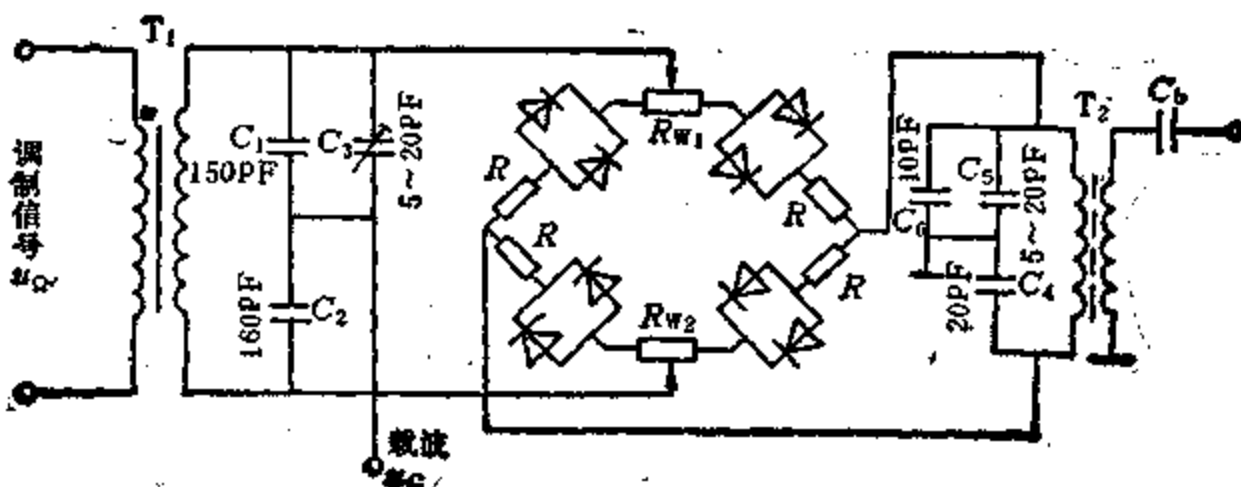 T₁
调制信号
u_Ω
C₁
150PF
C₃
5~20PF
160PF
C₂
R
R
R
R
R_W1
R_W2
10PF
C₅
5~20PF
C₆
20PF
C₄
T₂
C_b
载波